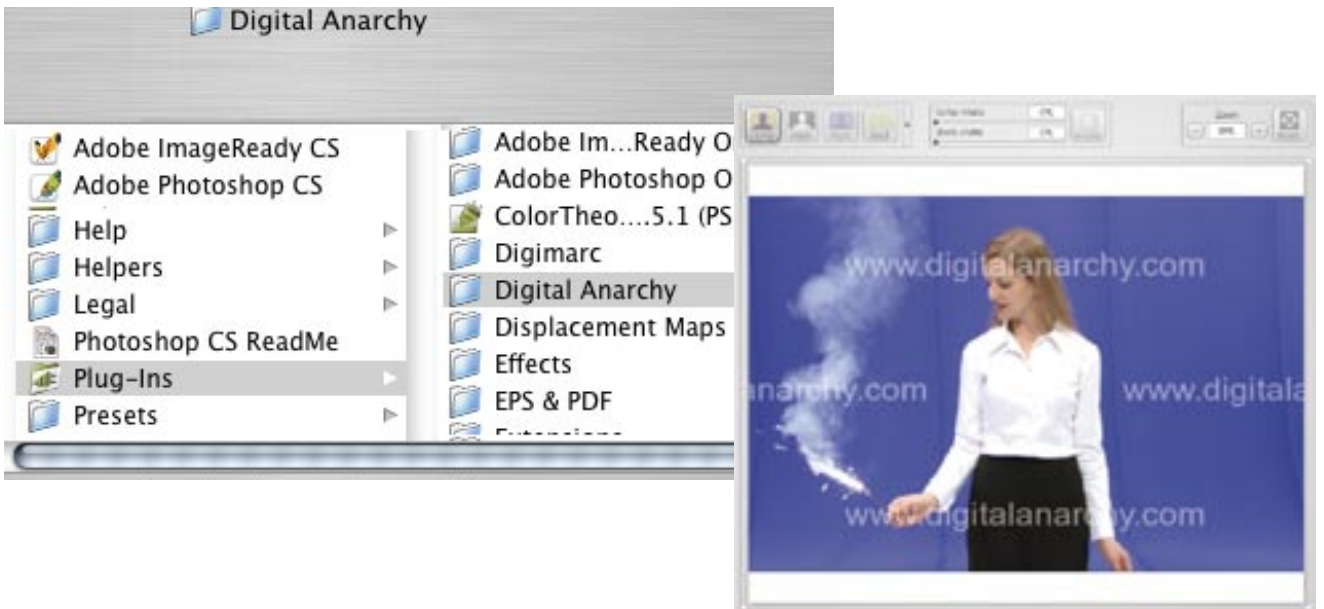 Digital Anarchy
Adobe ImageReady CS
Adobe Photoshop CS
Help
Helpers
Legal
Photoshop CS ReadMe
Plug-Ins
Presets
Adobe Im...Ready O
Adobe Photoshop O
ColorTheo....5.1 (PS
Digimarc
Digital Anarchy
Displacement Maps
Effects
EPS & PDF
Extensions
Zoom
www.digitalanarchy.com
anarchy.com
www.digitala
www.digitalanarchy.com